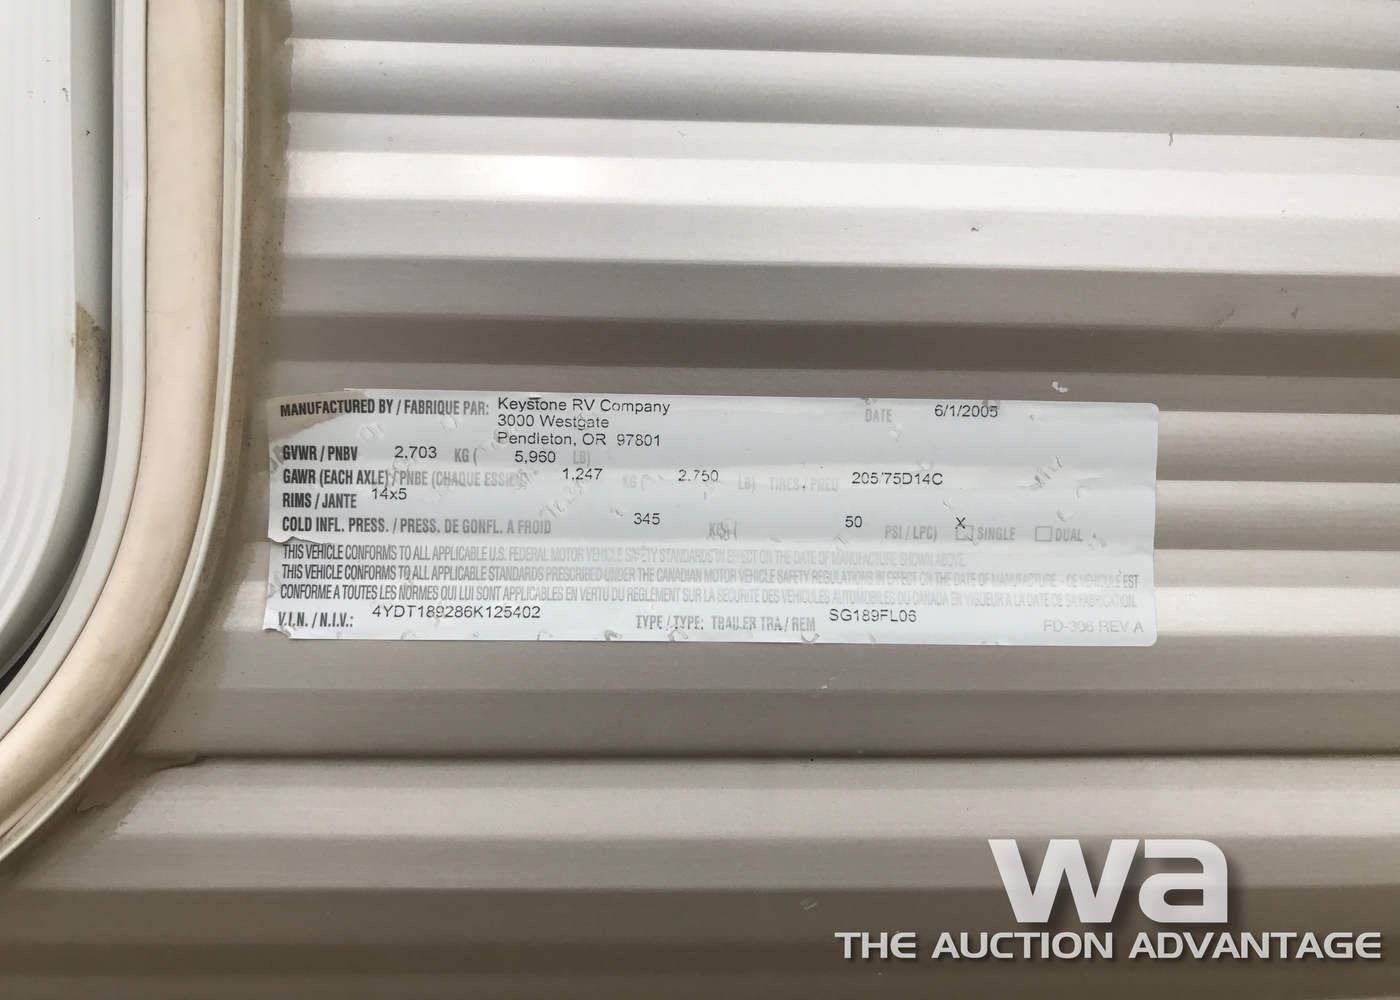 MANUFACTURED BY / FABRIQUE PAR: Keystone RV Company DATE 6/1/2005
3000 Westgate
Pendleton, OR 97801
GVWR / PNBV 2,703 KG ( 5,960 LB)
GAWR (EACH AXLE) / PNBE (CHAQUE ESSIEU) 1,247 KG ( 2,750 LB) TIRES / PNEU 205/75D14C
RIMS / JANTE 14x5
COLD INFL. PRESS. / PRESS. DE GONFL. A FROID 345 KPA ( 50 PSI / LPC) X SINGLE DUAL
THIS VEHICLE CONFORMS TO ALL APPLICABLE U.S. FEDERAL MOTOR VEHICLE SAFETY STANDARDS IN EFFECT ON THE DATE OF MANUFACTURE SHOWN ABOVE.
THIS VEHICLE CONFORMS TO ALL APPLICABLE STANDARDS PRESCRIBED UNDER THE CANADIAN MOTOR VEHICLE SAFETY REGULATIONS IN EFFECT ON THE DATE OF MANUFACTURE - CE VEHICULE EST
CONFORME A TOUTES LES NORMES QUI LUI SONT APPLICABLES EN VERTU DU REGLEMENT SUR LA SECURITE DES VEHICULES AUTOMOBILES DU CANADA EN VIGUEUR A LA DATE DE SA FABRICATION.
V.I.N. / N.I.V.: 4YDT189286K125402 TYPE / TYPE: TRAILER TRA / REM SG189FL06 FD-306 REV A
wa
THE AUCTION ADVANTAGE